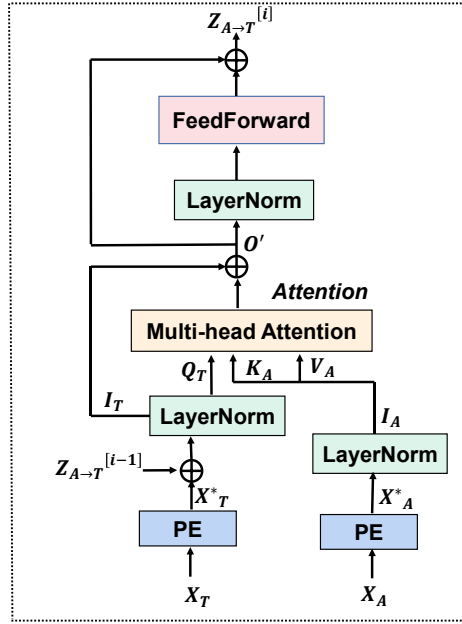 Z_{A→T}^{[i]}
FeedForward
LayerNorm
O′
Attention
Multi-head Attention
Q_T K_A V_A
I_T LayerNorm I_A
Z_{A→T}^{[i−1]} LayerNorm
X*_T X*_A
PE PE
X_T X_A